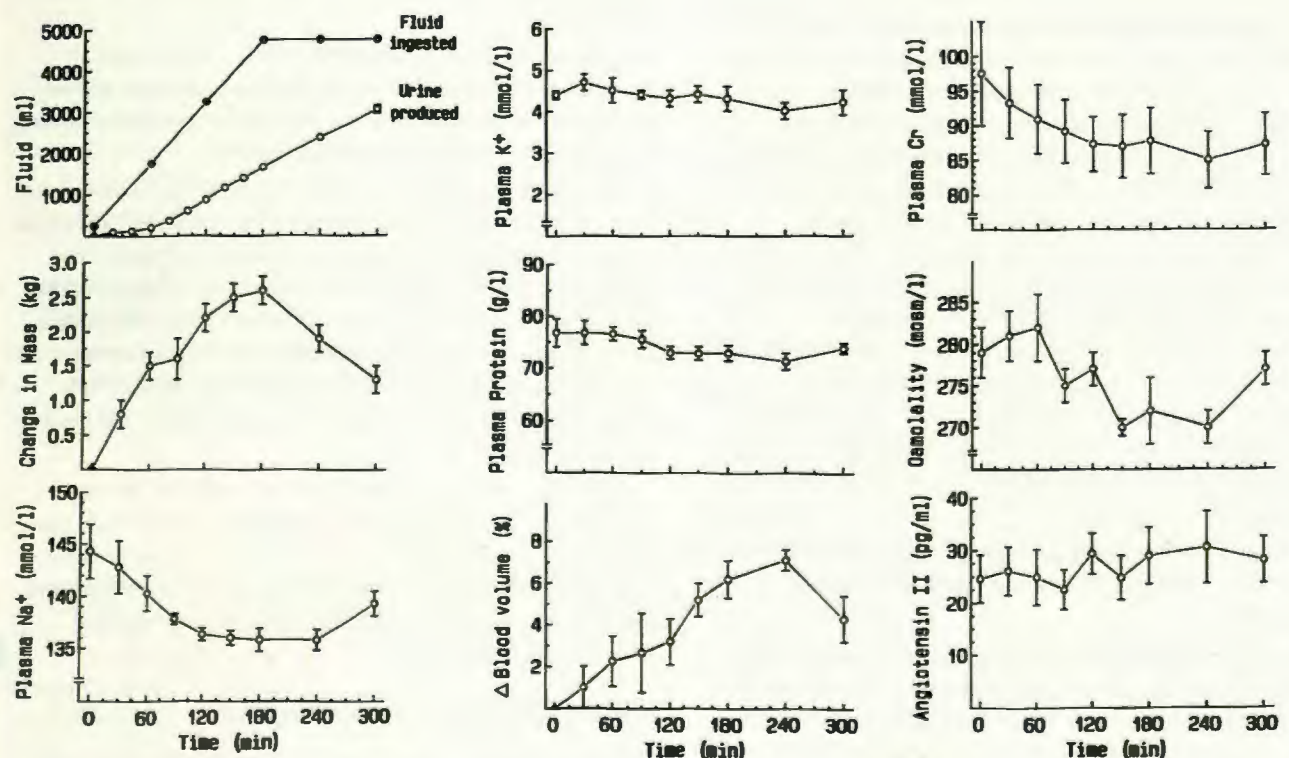 Fluid (ml)
5000
4000
3000
2000
1000
Fluid
ingested
Urine
produced
Plasma K⁺ (mmol/l)
6
5
4
3
2
Plasma Cr (mmol/l)
100
95
90
85
80
Change in Mass (kg)
3.0
2.5
2.0
1.5
1.0
0.5
Plasma Protein (g/l)
90
80
70
60
Osmolality (mosm/l)
285
280
275
270
Plasma Na⁺ (mmol/l)
150
145
140
135
0 60 120 180 240 300
Time (min)
Δ Blood volume (%)
8
6
4
2
0 60 120 180 240 300
Time (min)
Angiotensin II (pg/ml)
40
30
20
10
0 60 120 180 240 300
Time (min)